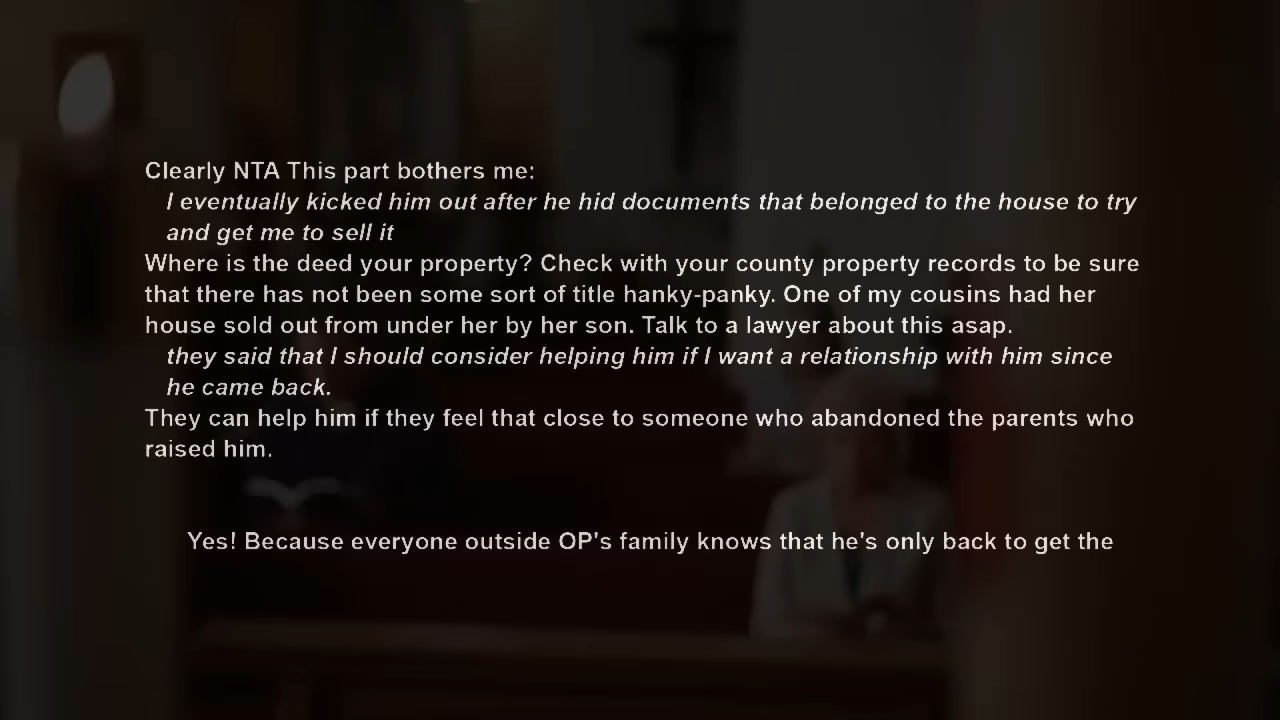 Clearly NTA This part bothers me:
I eventually kicked him out after he hid documents that belonged to the house to try
and get me to sell it
Where is the deed your property? Check with your county property records to be sure
that there has not been some sort of title hanky-panky. One of my cousins had her
house sold out from under her by her son. Talk to a lawyer about this asap.
they said that I should consider helping him if I want a relationship with him since
he came back.
They can help him if they feel that close to someone who abandoned the parents who
raised him.
Yes! Because everyone outside OP's family knows that he's only back to get the